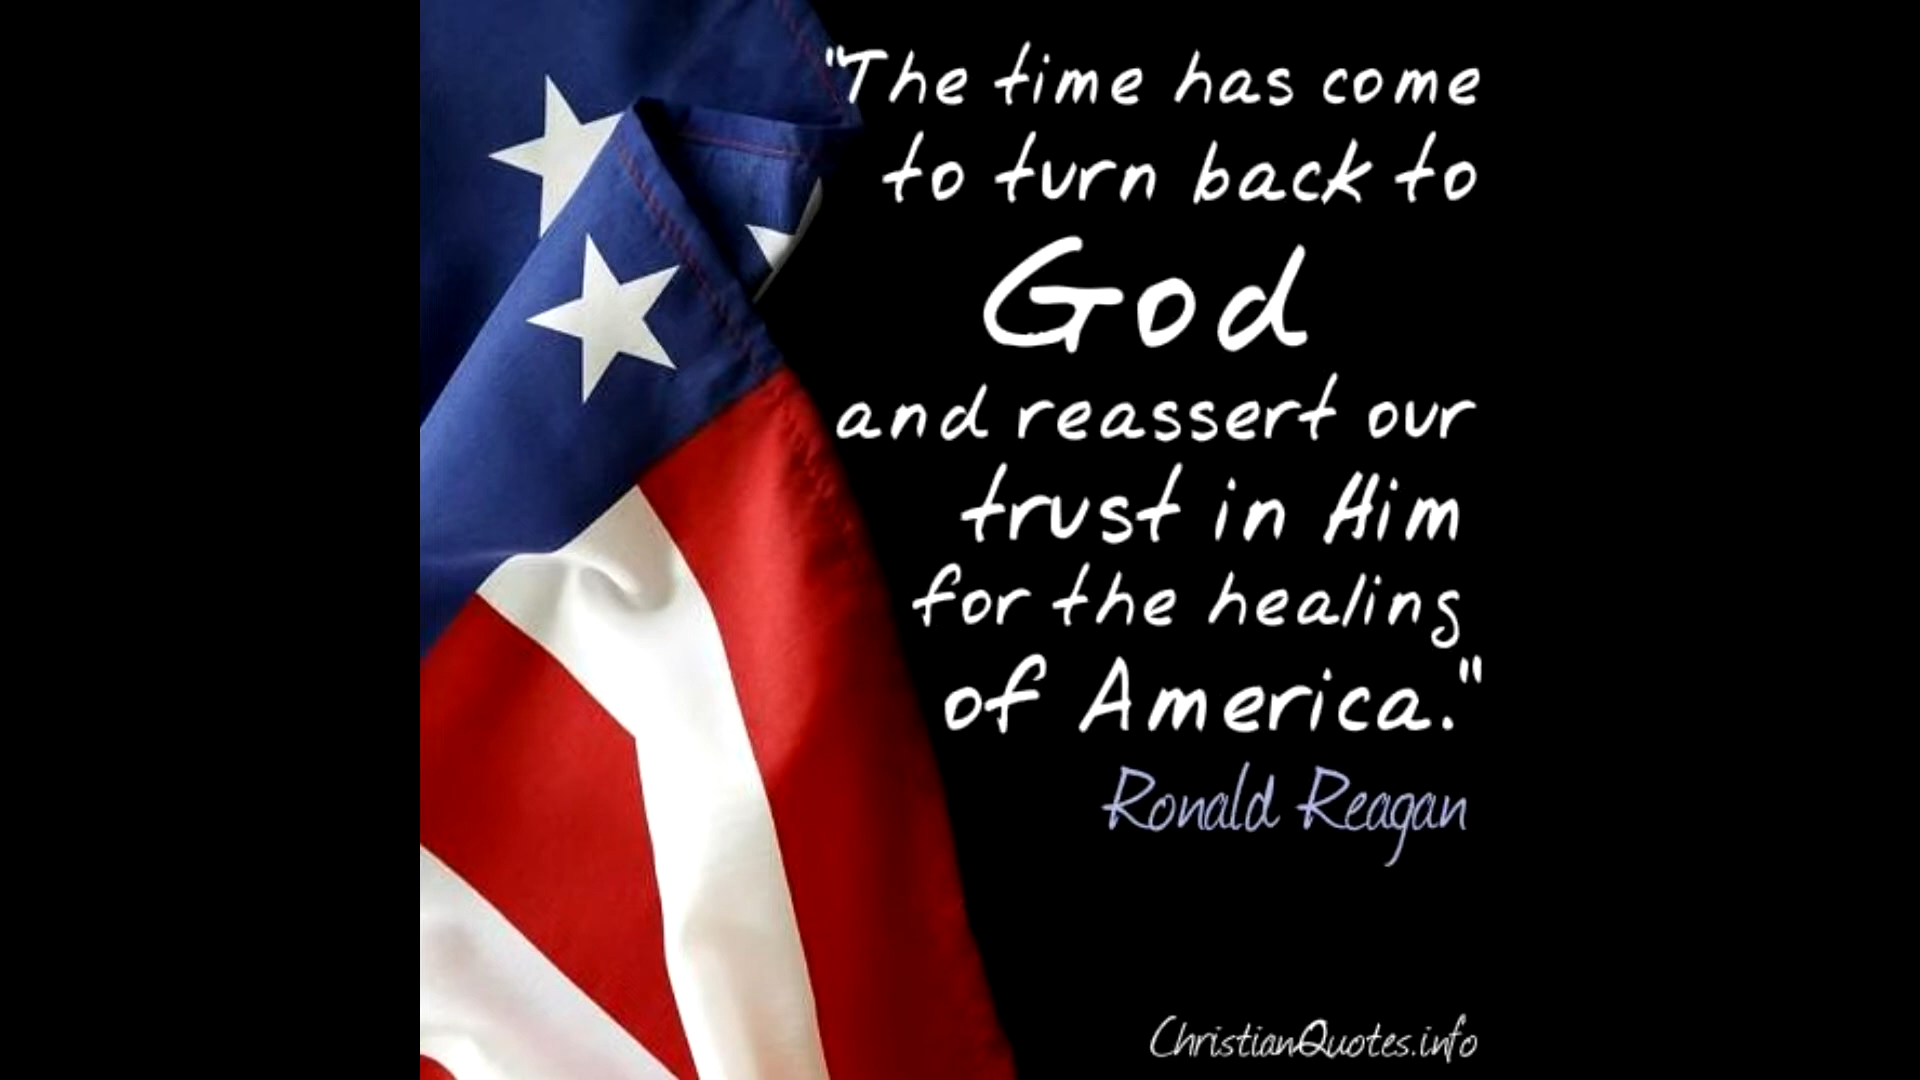 "The time has come
to turn back to
God
and reassert our
trust in Him
for the healing
of America."
Ronald Reagan
ChristianQuotes.info